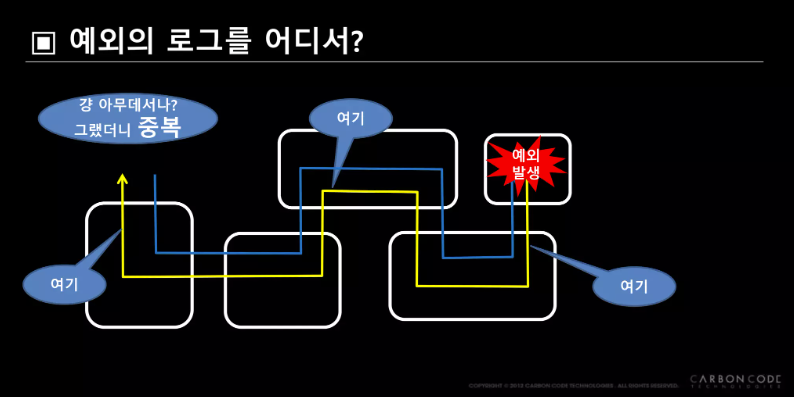 ▣ 예외의 로그를 어디서?
걍 아무데서나?
그랬더니 중복
여기
예외
발생
여기
여기
COPYRIGHT © 2012 CARBON CODE TECHNOLOGIES. ALL RIGHTS RESERVED.
CARBON CODE
TECHNOLOGIES